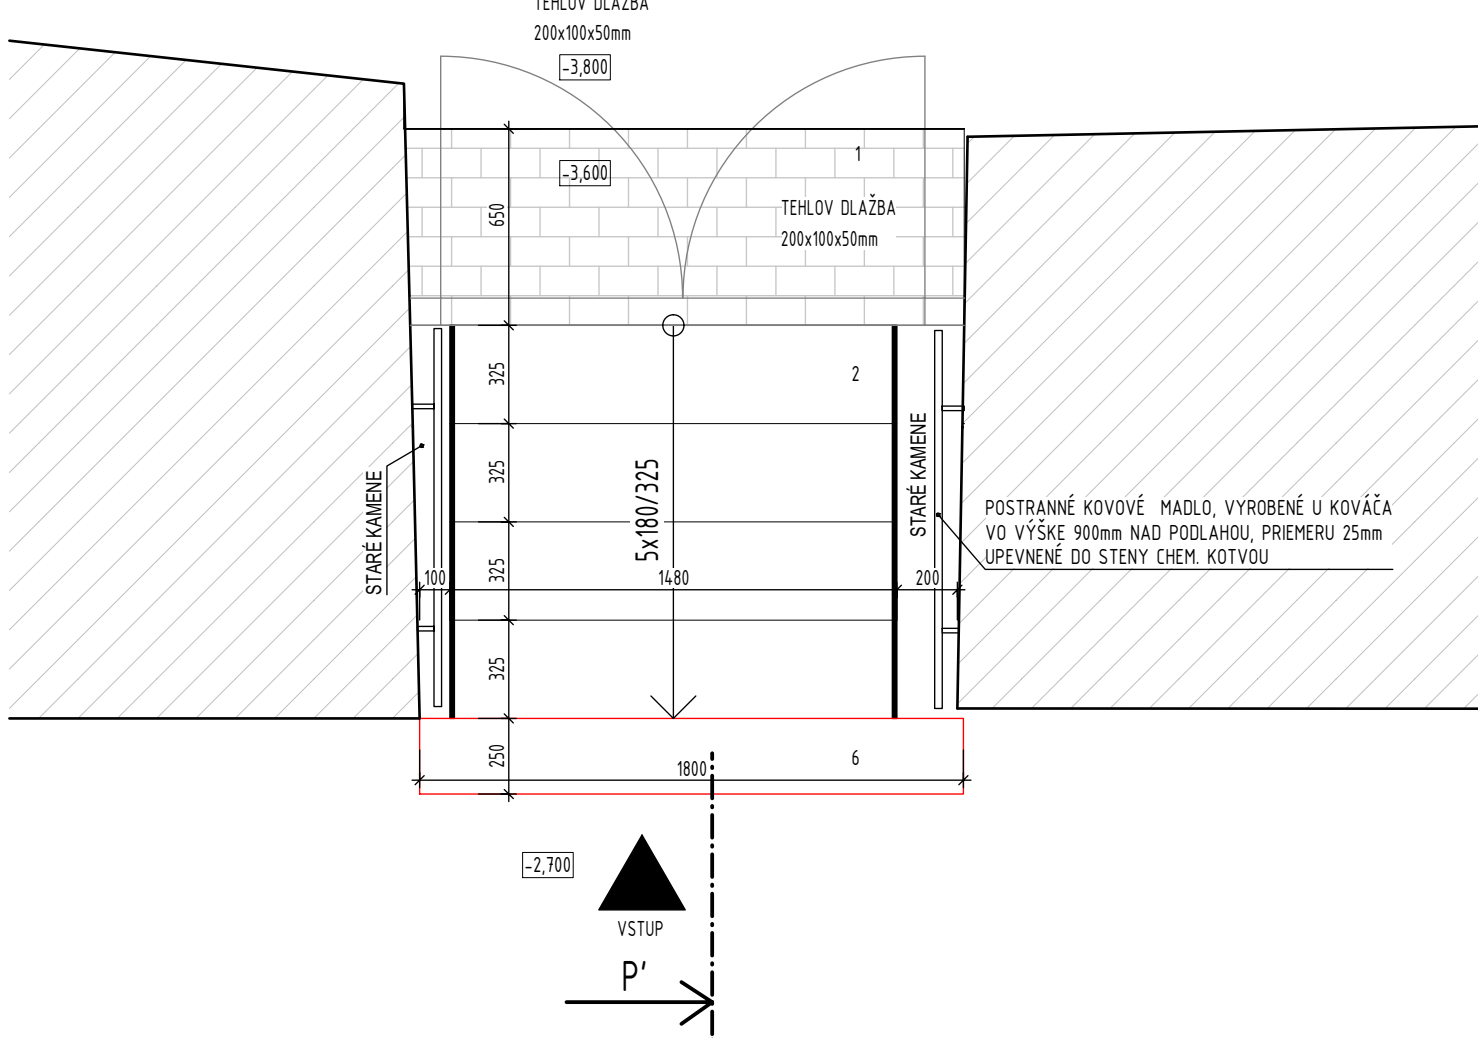 TEHLOV DLAŽBA
200x100x50mm
-3,800
1
-3,600
TEHLOV DLAŽBA
200x100x50mm
650
325
2
STARÉ KAMENE
325
5x180/325
STARÉ KAMENE
POSTRANNÉ KOVOVÉ MADLO, VYROBENÉ U KOVÁČA
VO VÝŠKE 900mm NAD PODLAHOU, PRIEMERU 25mm
UPEVNENÉ DO STENY CHEM. KOTVOU
325
100
1480
200
325
250
6
1800
-2,700
VSTUP
P'